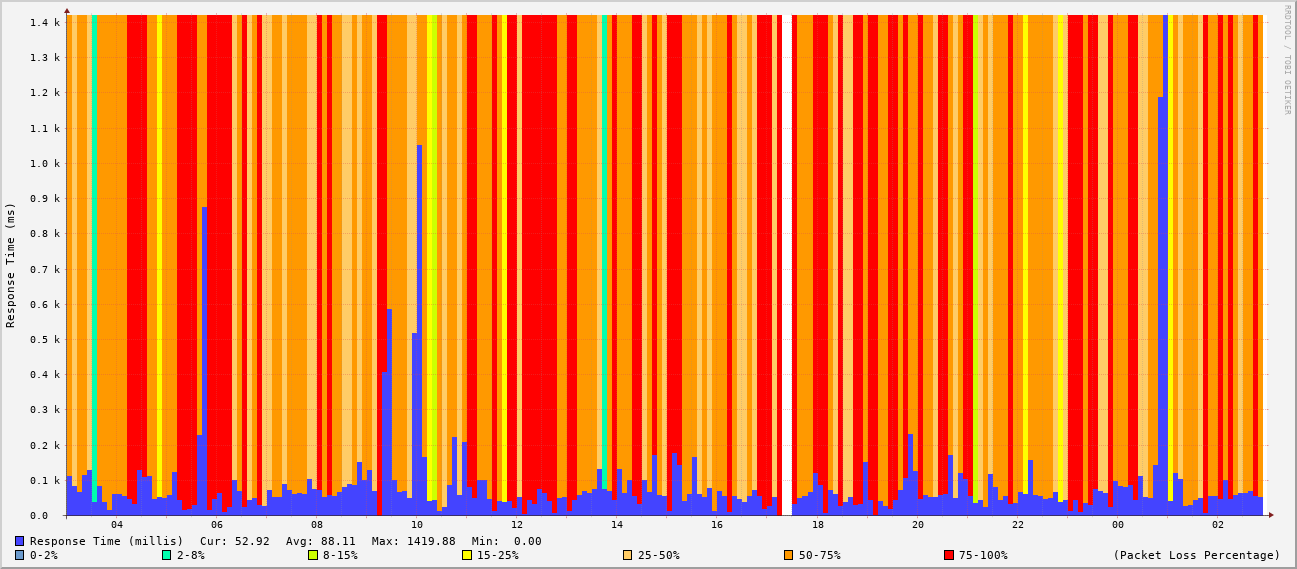 RRDTOOL / TOBI OETIKER
Response Time (ms)
1.4 k
1.3 k
1.2 k
1.1 k
1.0 k
0.9 k
0.8 k
0.7 k
0.6 k
0.5 k
0.4 k
0.3 k
0.2 k
0.1 k
0.0
04 06 08 10 12 14 16 18 20 22 00 02
Response Time (millis) Cur: 52.92 Avg: 88.11 Max: 1419.88 Min: 0.00
0-2% 2-8% 8-15% 15-25% 25-50% 50-75% 75-100% (Packet Loss Percentage)